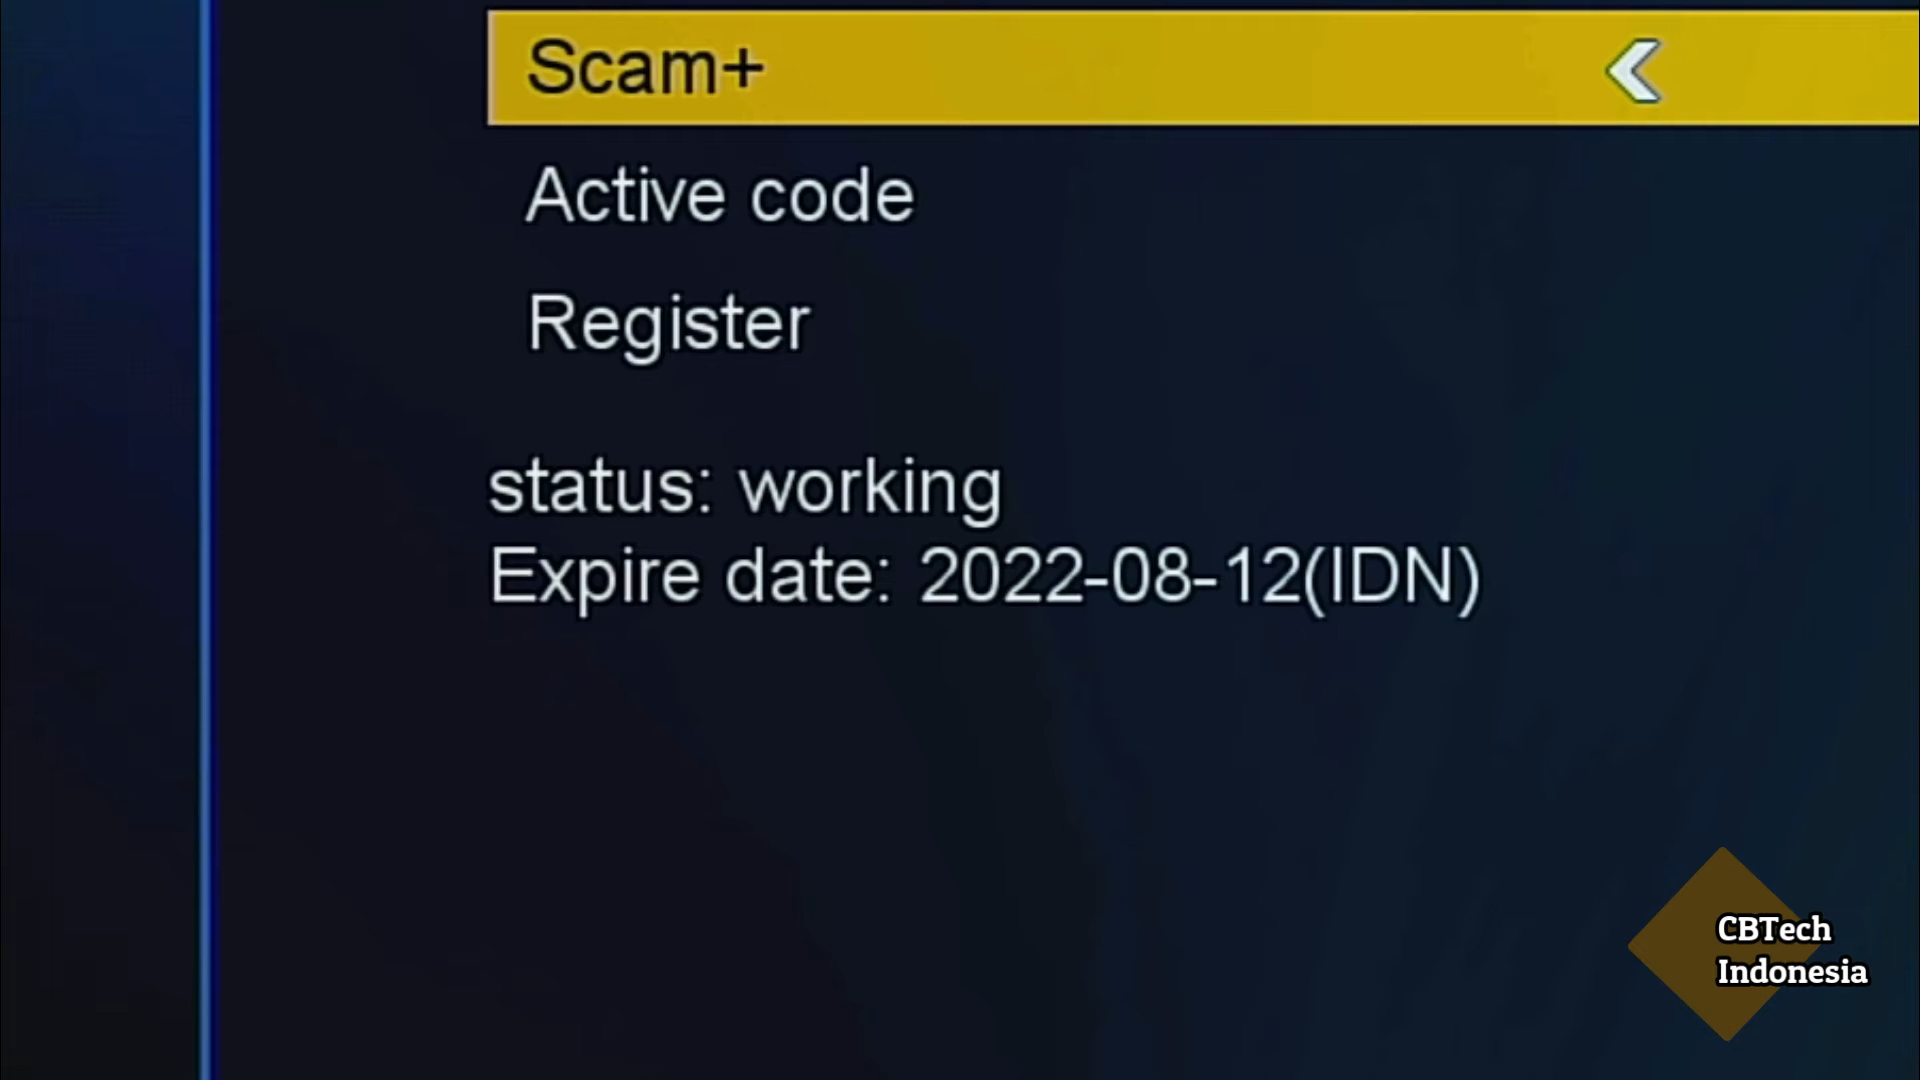 Scam+
Active code
Register
status: working
Expire date: 2022-08-12(IDN)
CBTech
Indonesia